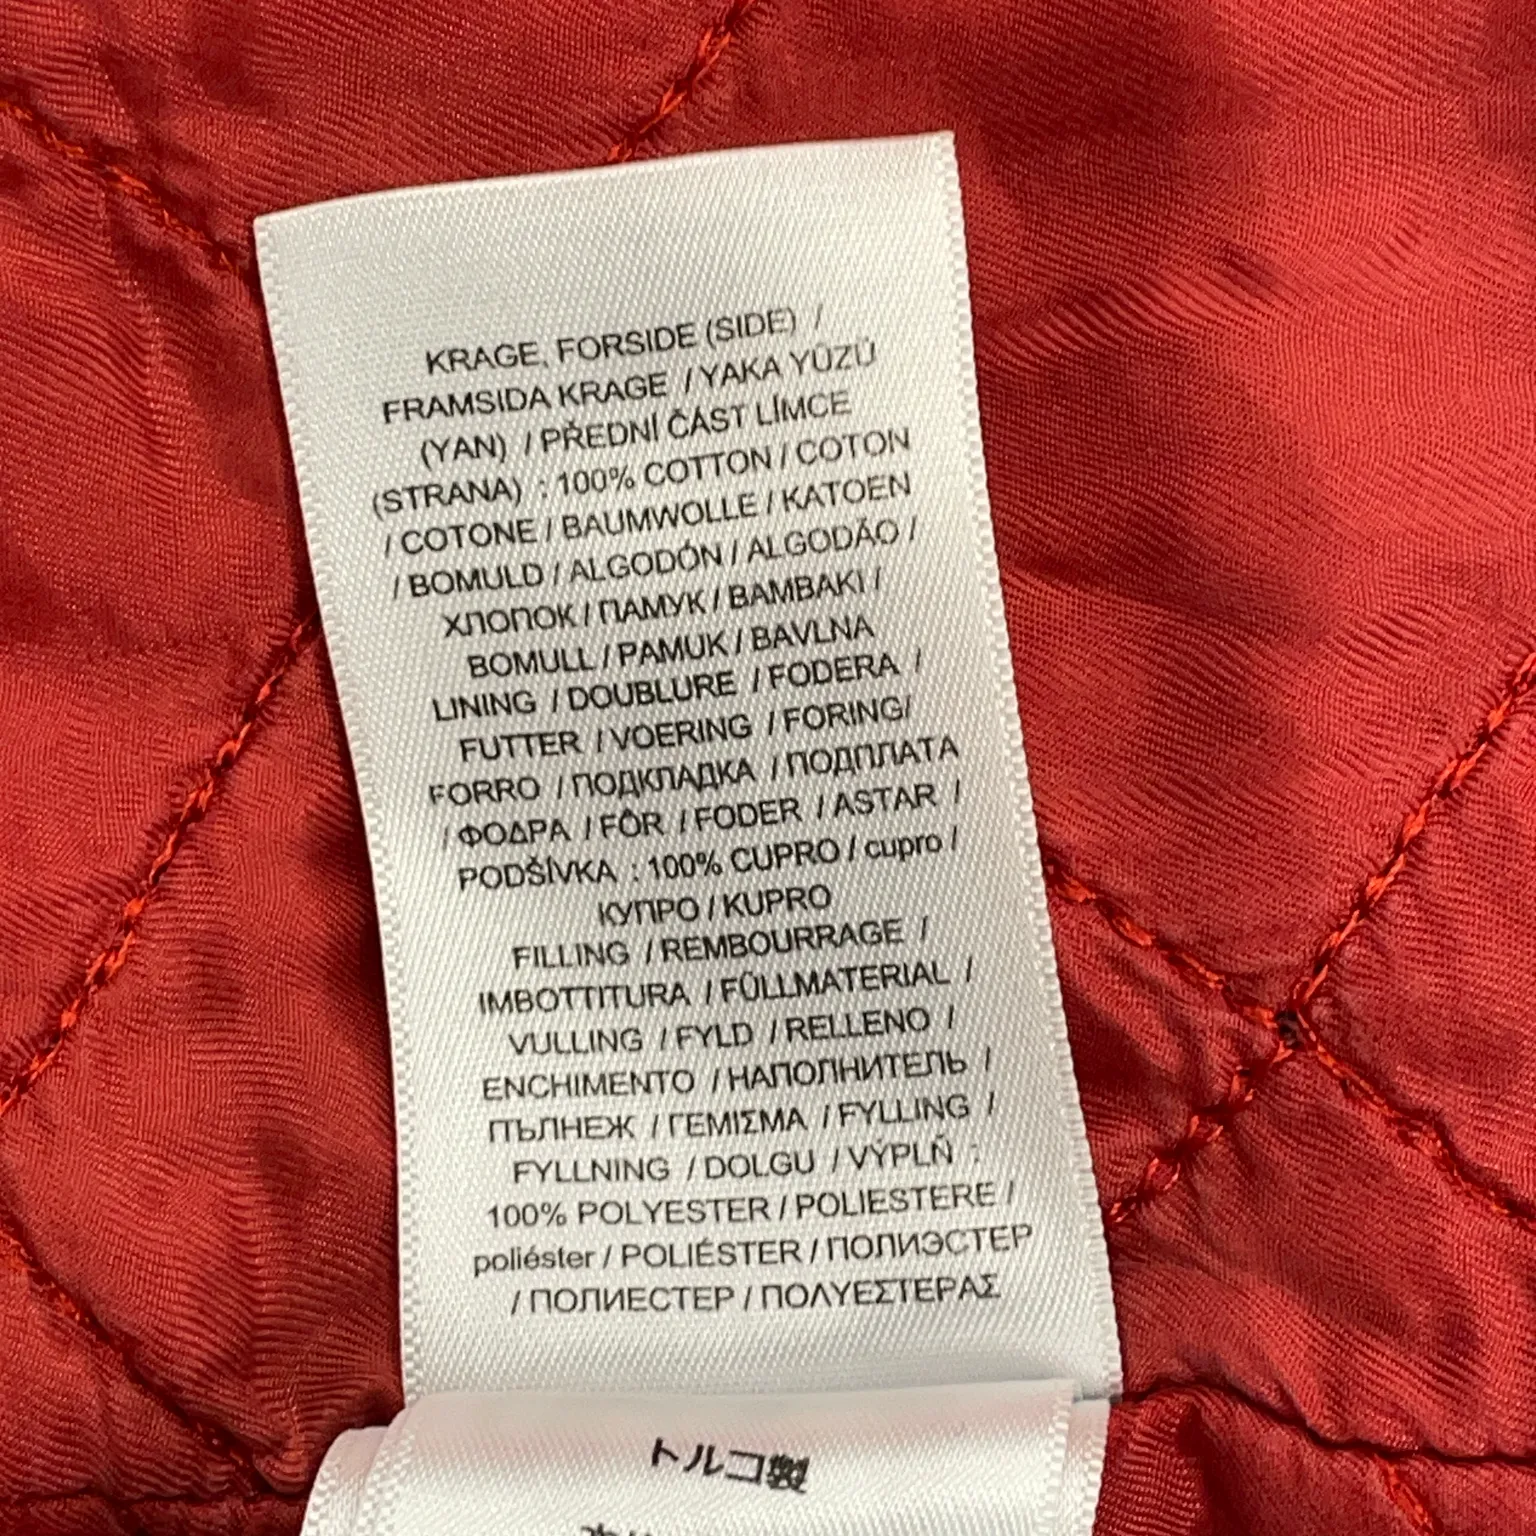 KRAGE, FORSIDE (SIDE) /
FRAMSIDA KRAGE / YAKA YÜZÜ
(YAN) / PŘEDNÍ ČÁST LÍMCE
(STRANA) : 100% COTTON / COTON
/ COTONE / BAUMWOLLE / KATOEN
/ BOMULD / ALGODÓN / ALGODÃO /
ХЛОПОК / ПАМУК / ΒΑΜΒΑΚΙ /
BOMULL / PAMUK / BAVLNA
LINING / DOUBLURE / FODERA /
FUTTER / VOERING / FORING/
FORRO / ПОДКЛАДКА / ПОДПЛАТА
/ ΦΟΔΡΑ / FÔR / FODER / ASTAR /
PODŠÍVKA : 100% CUPRO / cupro /
КУПРО / KUPRO
FILLING / REMBOURRAGE /
IMBOTTITURA / FÜLLMATERIAL /
VULLING / FYLD / RELLENO /
ENCHIMENTO / НАПОЛНИТЕЛЬ /
ПЪЛНЕЖ / ΓΕΜΙΣΜΑ / FYLLING /
FYLLNING / DOLGU / VÝPLŇ :
100% POLYESTER / POLIESTERE /
poliéster / POLIÉSTER / ПОЛИЭСТЕР
/ ПОЛИЕСТЕР / ΠΟΛΥΕΣΤΕΡΑΣ
トルコ製